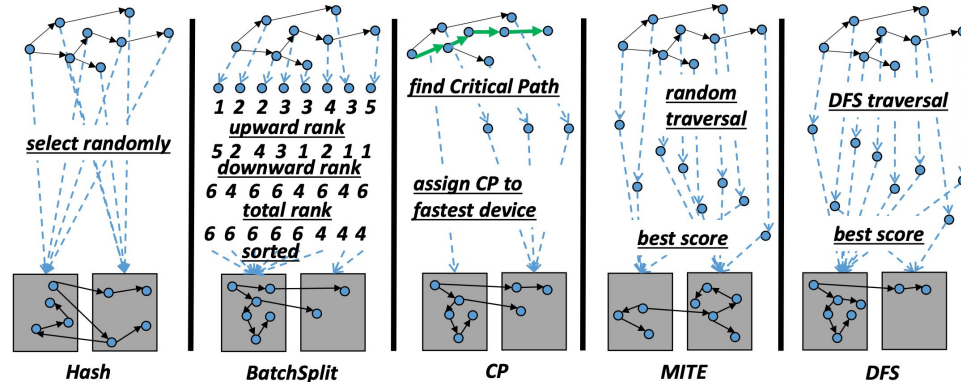 select randomly
Hash
1 2 2 3 3 4 3 5
upward rank
5 2 4 3 1 2 1 1
downward rank
6 4 6 6 4 6 4 6
total rank
6 6 6 6 6 4 4 4
sorted
BatchSplit
find Critical Path
assign CP to
fastest device
CP
random
traversal
best score
MITE
DFS traversal
best score
DFS